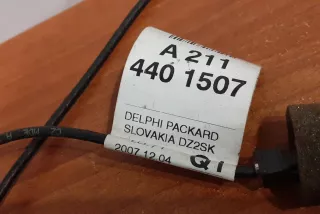 A 211
440 1507
DELPHI PACKARD
SLOVAKIA DZ2SK
2007.12.04 Q1